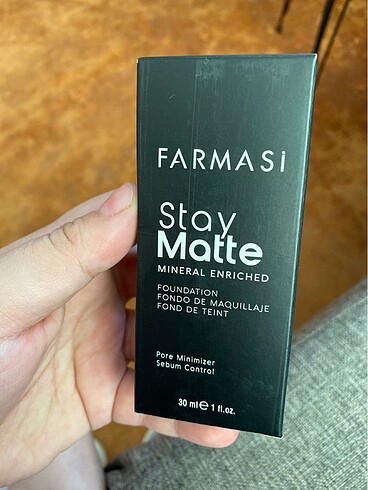 FARMASi
Stay
Matte
MINERAL ENRICHED
FOUNDATION
FONDO DE MAQUILLAJE
FOND DE TEINT
Pore Minimizer
Sebum Control
30 ml ℮ 1 fl.oz.